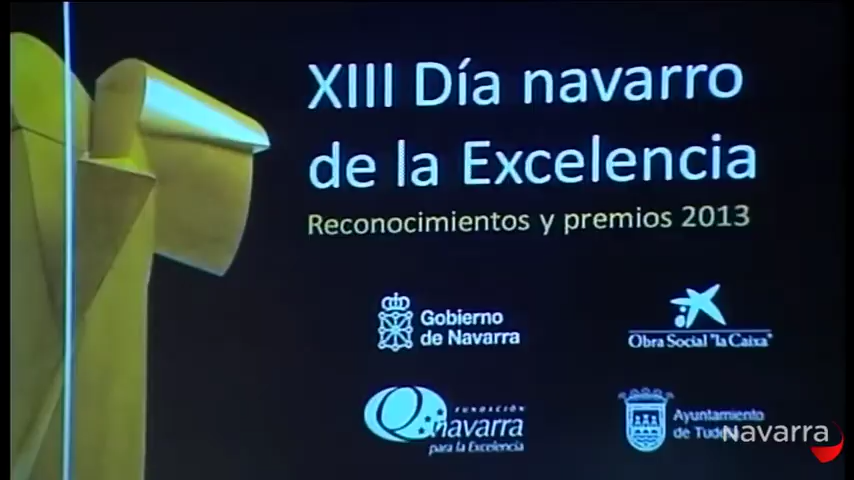 XIII Día navarro
de la Excelencia
Reconocimientos y premios 2013
Gobierno
de Navarra
Obra Social "la Caixa"
FUNDACIÓN
navarra
para la Excelencia
Ayuntamiento
de
navarra